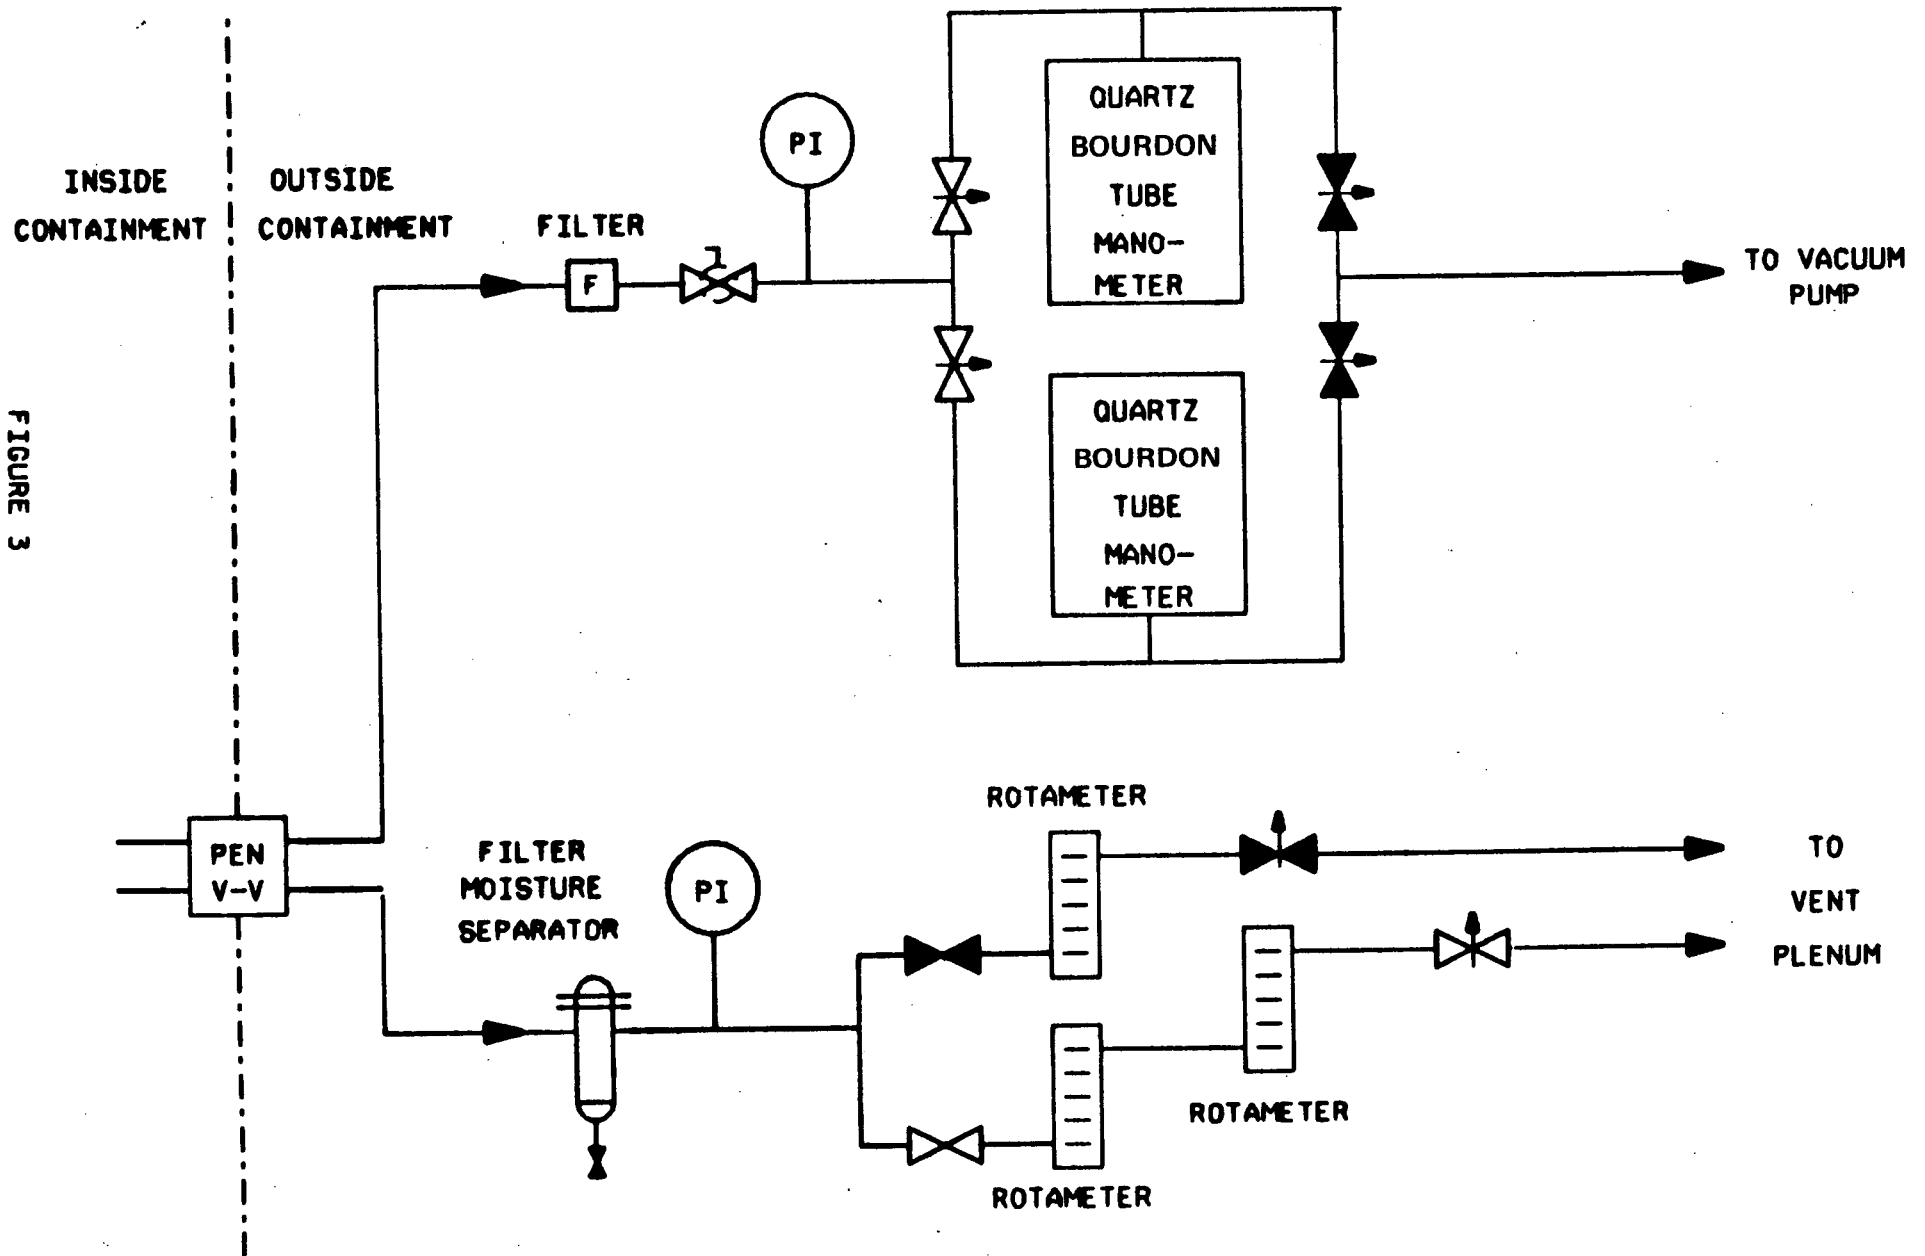 QUARTZ
BOURDON
TUBE
MANO-
METER
PI
INSIDE
CONTAINMENT
OUTSIDE
CONTAINMENT
FILTER
F
TO VACUUM
PUMP
QUARTZ
BOURDON
TUBE
MANO-
METER
FIGURE 3
PEN
V-V
FILTER
MOISTURE
SEPARATOR
PI
ROTAMETER
TO
VENT
PLENUM
ROTAMETER
ROTAMETER